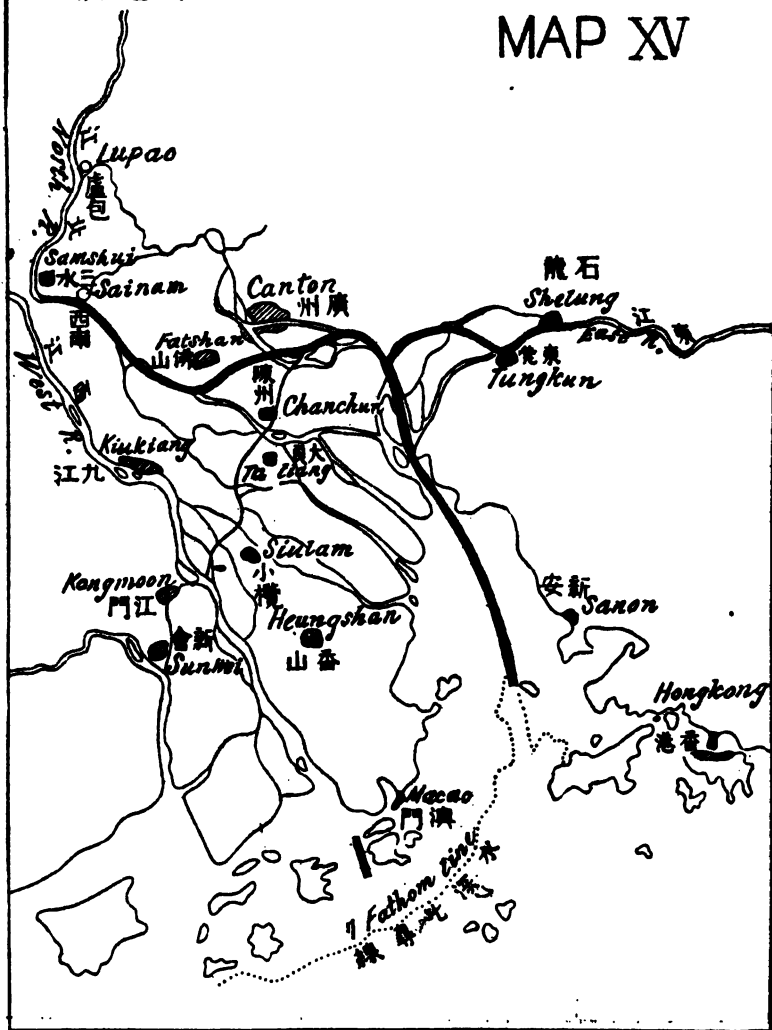 MAP XV
江
北
North R.
Lupao
蘆包
Samshui
三水
Sainam
西南
Canton
廣州
石龍
Shelung
東江
East R.
Fatshan
佛山
東莞
Tungkun
陳州
Chanchun
西江
West R.
Kiukiang
九江
大良
Ta liang
Siulam
小欖
Kongmoon
江門
Heungshan
香山
新會
Sunwui
新安
Sanon
Hongkong
香港
Macao
澳門
7 Fathom Line